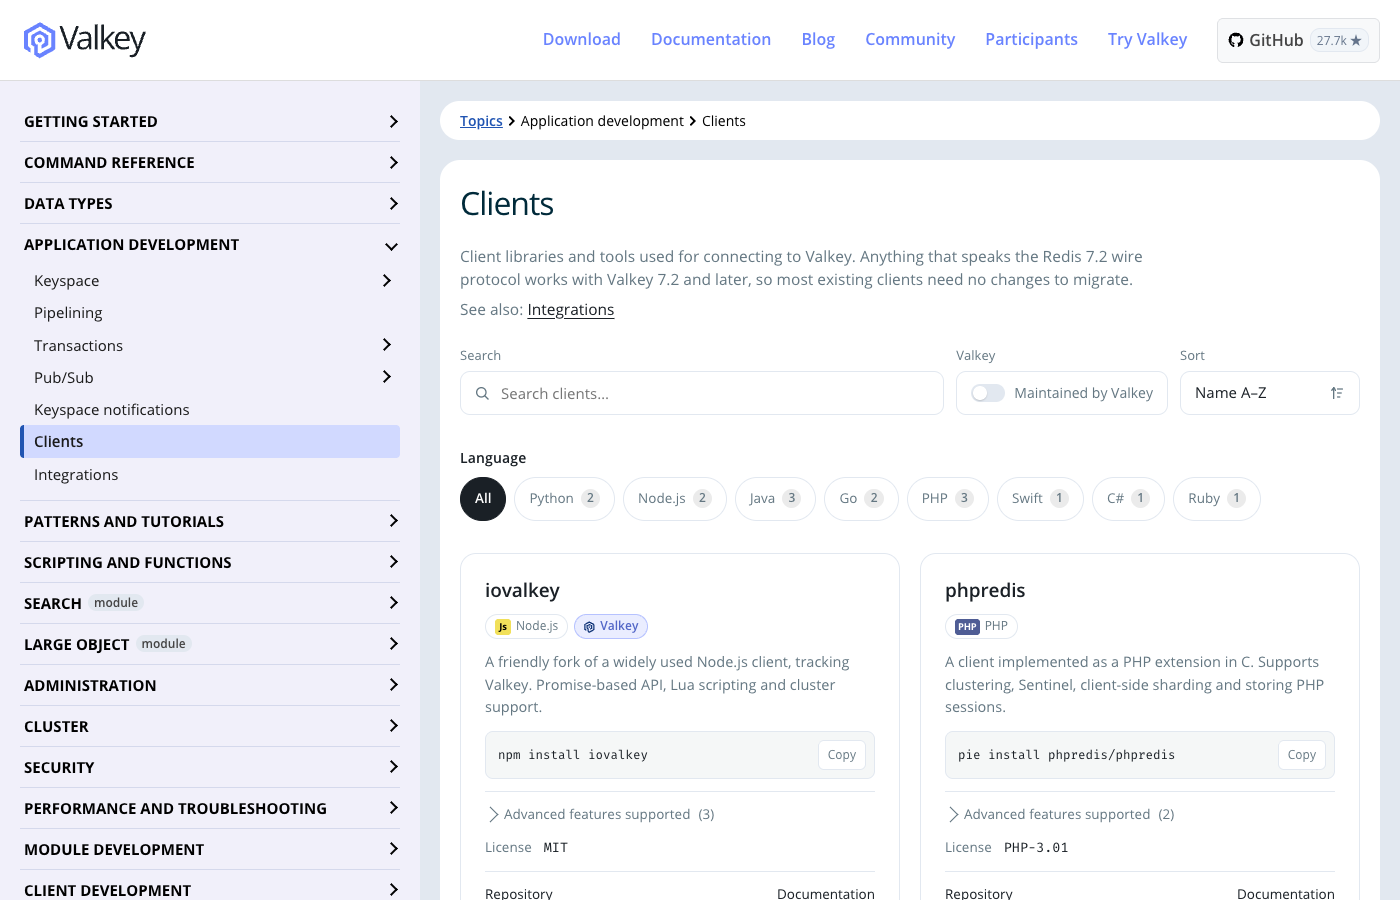 Valkey
Download
Documentation
Blog
Community
Participants
Try Valkey
GitHub 27.7k ★
GETTING STARTED
COMMAND REFERENCE
DATA TYPES
APPLICATION DEVELOPMENT
Keyspace
Pipelining
Transactions
Pub/Sub
Keyspace notifications
Clients
Integrations
PATTERNS AND TUTORIALS
SCRIPTING AND FUNCTIONS
SEARCH module
LARGE OBJECT module
ADMINISTRATION
CLUSTER
SECURITY
PERFORMANCE AND TROUBLESHOOTING
MODULE DEVELOPMENT
CLIENT DEVELOPMENT
Topics > Application development > Clients
Clients
Client libraries and tools used for connecting to Valkey. Anything that speaks the Redis 7.2 wire
protocol works with Valkey 7.2 and later, so most existing clients need no changes to migrate.
See also: Integrations
Search
Search clients...
Valkey
Maintained by Valkey
Sort
Name A–Z
Language
All
Python 2
Node.js 2
Java 3
Go 2
PHP 3
Swift 1
C# 1
Ruby 1
iovalkey
Js Node.js
Valkey
A friendly fork of a widely used Node.js client, tracking
Valkey. Promise-based API, Lua scripting and cluster
support.
npm install iovalkey
Copy
Advanced features supported (3)
License MIT
Repository
Documentation
phpredis
PHP PHP
A client implemented as a PHP extension in C. Supports
clustering, Sentinel, client-side sharding and storing PHP
sessions.
pie install phpredis/phpredis
Copy
Advanced features supported (2)
License PHP-3.01
Repository
Documentation